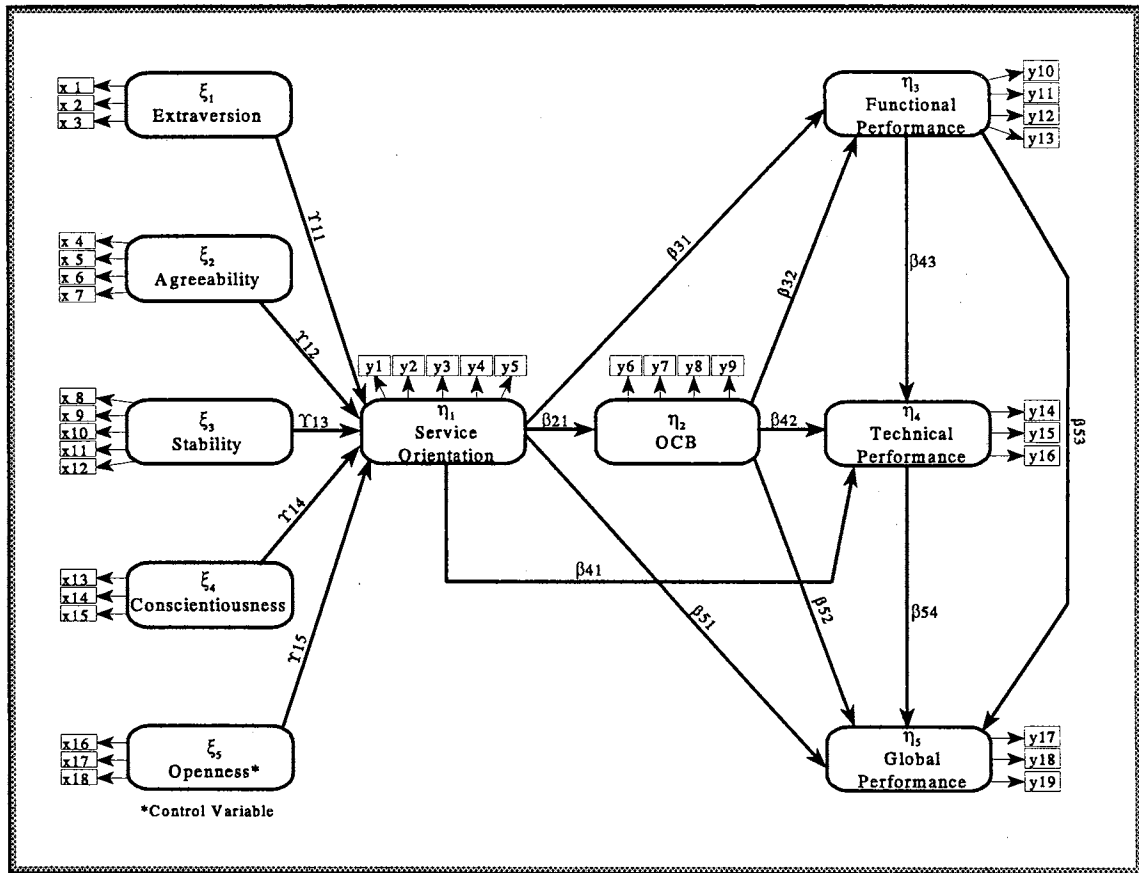 x 1
x 2
x 3
ξ1
Extraversion
x 4
x 5
x 6
x 7
ξ2
Agreeability
x 8
x 9
x10
x11
x12
ξ3
Stability
x13
x14
x15
ξ4
Conscientiousness
x16
x17
x18
ξ5
Openness*
*Control Variable
ϒ11
ϒ12
ϒ13
ϒ14
ϒ15
y1
y2
y3
y4
y5
η1
Service
Orientation
β31
β21
β41
β51
y6
y7
y8
y9
η2
OCB
β32
β42
β52
η3
Functional
Performance
y10
y11
y12
y13
β43
β53
η4
Technical
Performance
y14
y15
y16
β54
η5
Global
Performance
y17
y18
y19